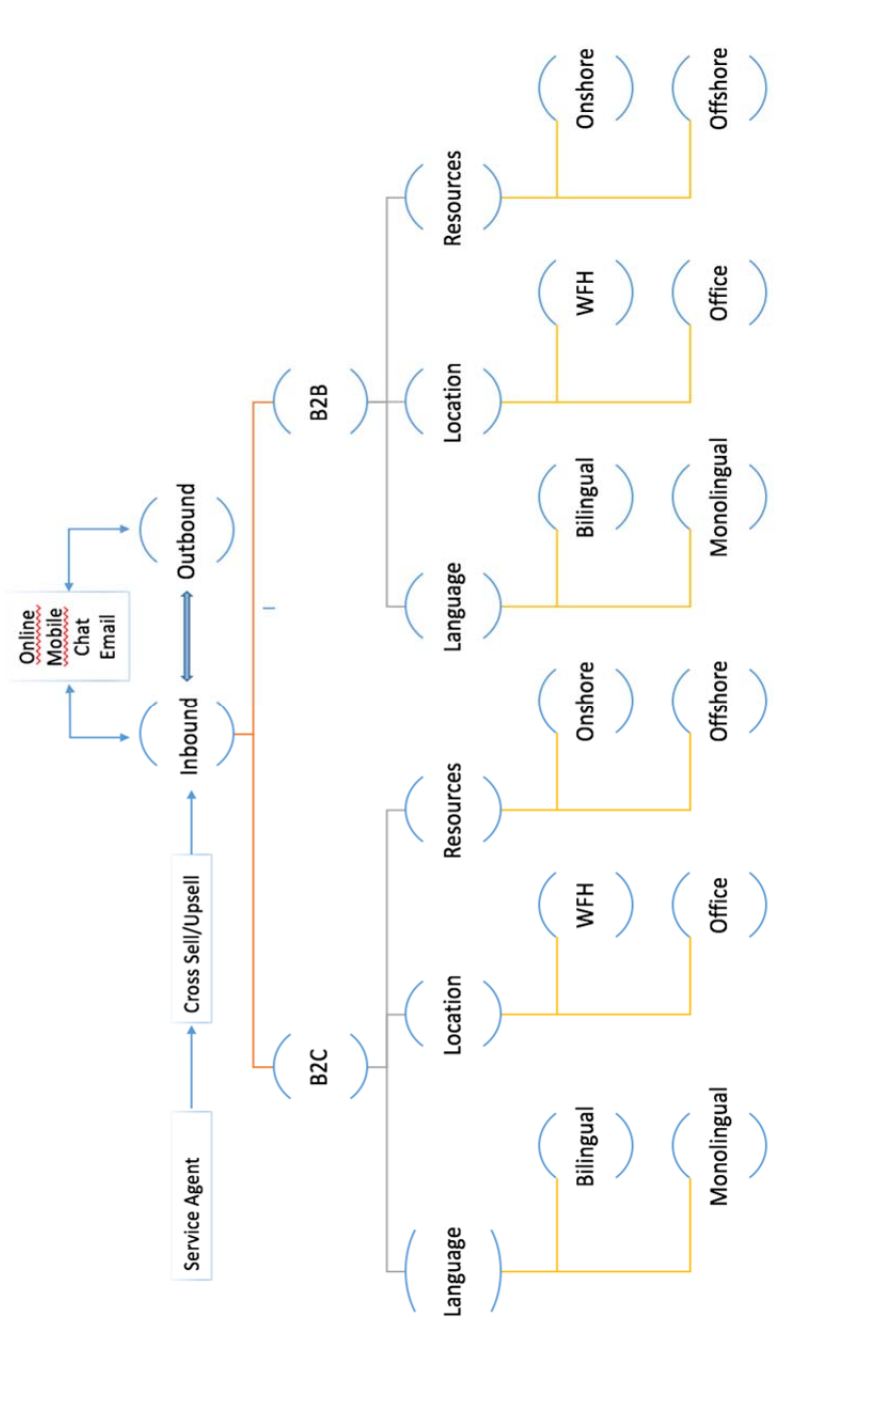 Online
Mobile
Chat
Email
Service Agent
Cross Sell/Upsell
Inbound
Outbound
B2C
B2B
Language
Location
Resources
Language
Location
Resources
Bilingual
WFH
Onshore
Bilingual
WFH
Onshore
Monolingual
Office
Offshore
Monolingual
Office
Offshore